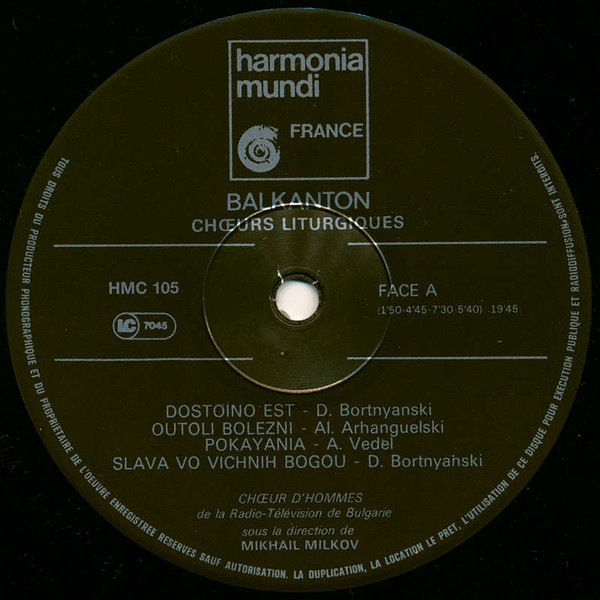 harmonia
mundi
FRANCE
BALKANTON
CHŒURS LITURGIQUES
HMC 105
FACE A
(1'50-4'45-7'30-5'40) .19'45
LC 7045
DOSTOÏNO EST - D. Bortnyanski
OUTOLI BOLEZNI - Al. Arhanguelski
POKAYANIA - A. Vedel
SLAVA VO VICHNIH BOGOU - D. Bortnyanski
CHŒUR D'HOMMES
de la Radio-Télévision de Bulgarie
sous la direction de
MIKHAIL MILKOV
TOUS DROITS DU PRODUCTEUR PHONOGRAPHIQUE ET DU PROPRIETAIRE DE L'ŒUVRE ENREGISTREE RESERVES SAUF AUTORISATION. LA DUPLICATION, LA LOCATION LE PRET, L'UTILISATION DE CE DISQUE POUR EXECUTION PUBLIQUE ET RADIODIFFUSION, SONT INTERDITS.